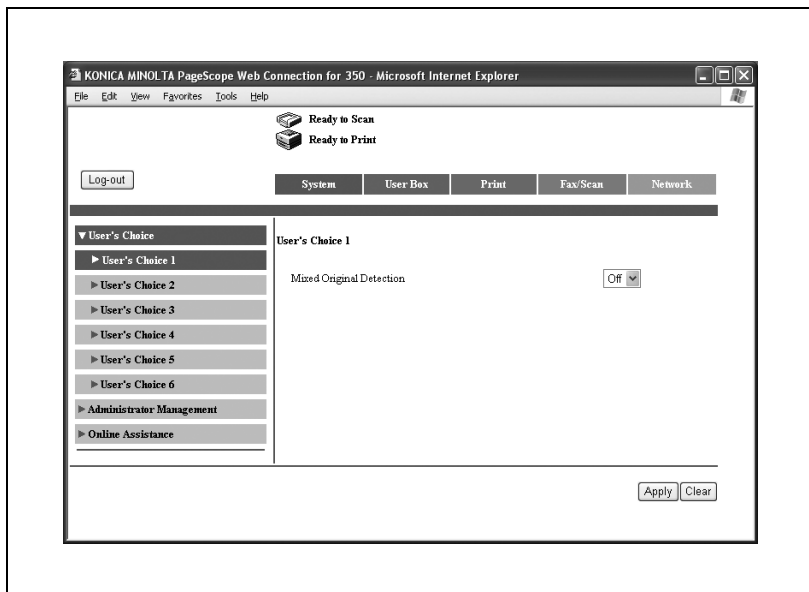 KONICA MINOLTA PageScope Web Connection for 350 - Microsoft Internet Explorer
File Edit View Favorites Tools Help
Ready to Scan
Ready to Print
Log-out
System User Box Print Fax/Scan Network
▼User's Choice
▶User's Choice 1
▶User's Choice 2
▶User's Choice 3
▶User's Choice 4
▶User's Choice 5
▶User's Choice 6
▶Administrator Management
▶Online Assistance
User's Choice 1
Mixed Original Detection Off
Apply Clear